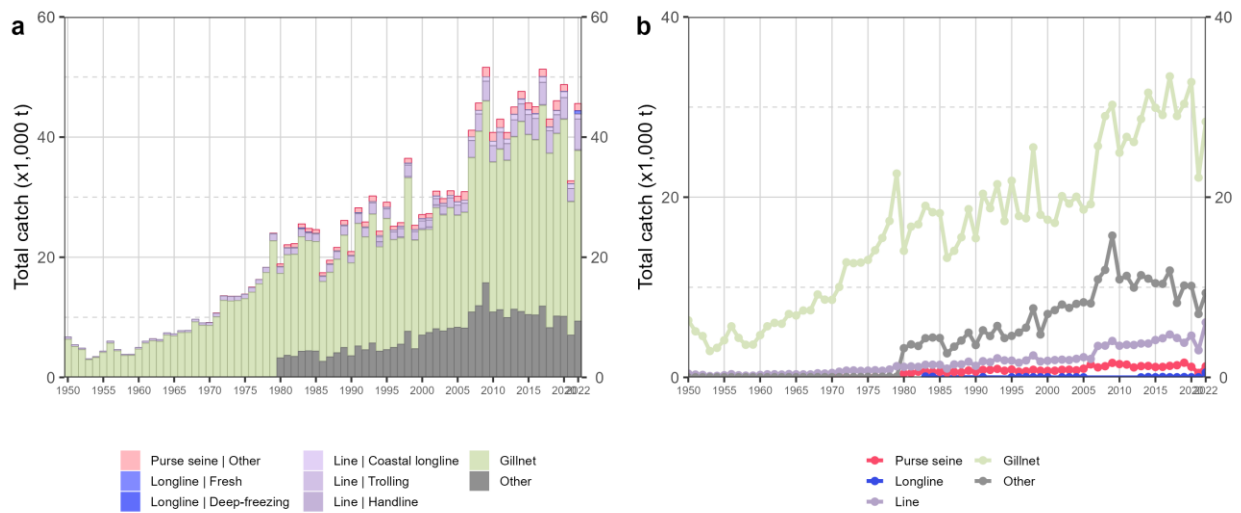 a
Total catch (x1,000 t)
60
40
20
0
60
40
20
0
1950 1955 1960 1965 1970 1975 1980 1985 1990 1995 2000 2005 2010 2015 2020 2022
Purse seine | Other
Longline | Fresh
Longline | Deep-freezing
Line | Coastal longline
Line | Trolling
Line | Handline
Gillnet
Other
b
Total catch (x1,000 t)
40
20
0
40
20
0
1950 1955 1960 1965 1970 1975 1980 1985 1990 1995 2000 2005 2010 2015 2020 2022
Purse seine
Longline
Line
Gillnet
Other